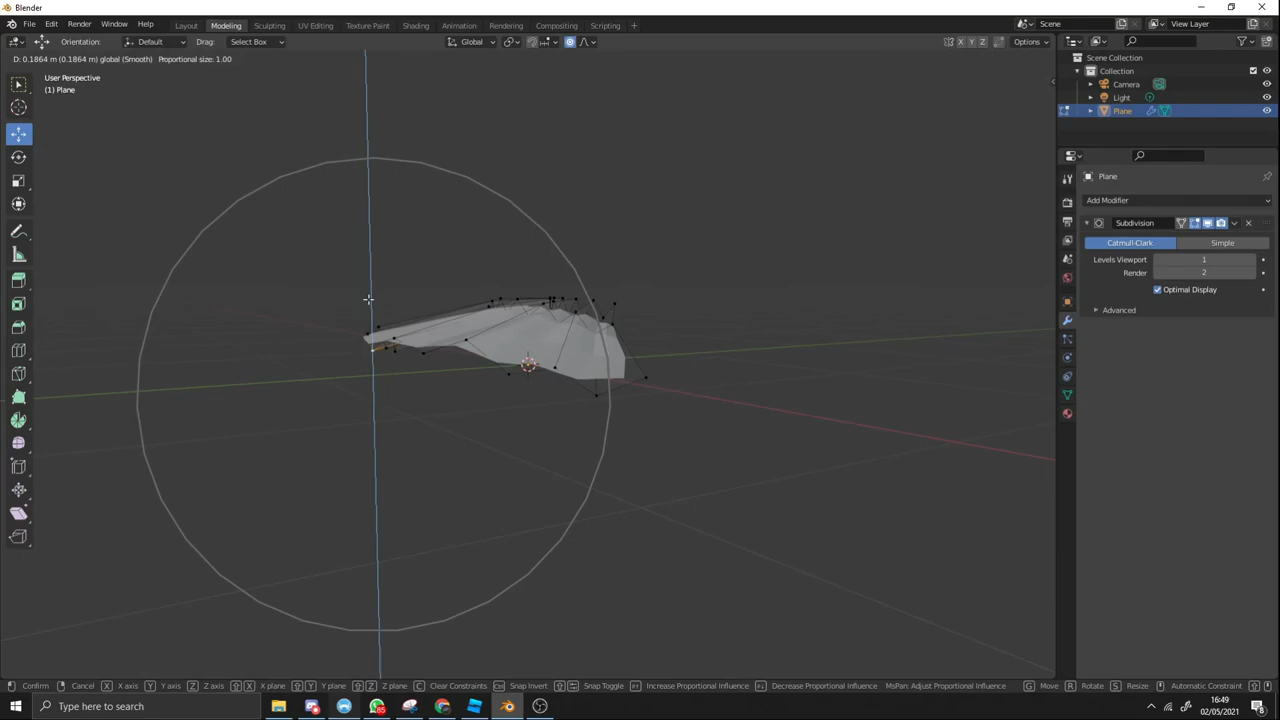 Blender
File Edit Render Window Help Layout Modeling Sculpting UV Editing Texture Paint Shading Animation Rendering Compositing Scripting + Scene View Layer
Orientation: Default Drag: Select Box Global X Y Z Options
D: 0.1864 m (0.1864 m) global (Smooth) Proportional size: 1.00
User Perspective
(1) Plane
Scene Collection
Collection
Camera
Light
Plane
Plane
Add Modifier
Subdivision
Catmull-Clark Simple
Levels Viewport 1
Render 2
Optimal Display
Advanced
Confirm Cancel X X axis Y Y axis Z Z axis X X plane Y Y plane Z Z plane C Clear Constraints Snap Invert Snap Toggle Increase Proportional Influence Decrease Proportional Influence MsPan: Adjust Proportional Influence G Move R Rotate S Resize Automatic Constraint
Type here to search 85 16:49
02/05/2021 8